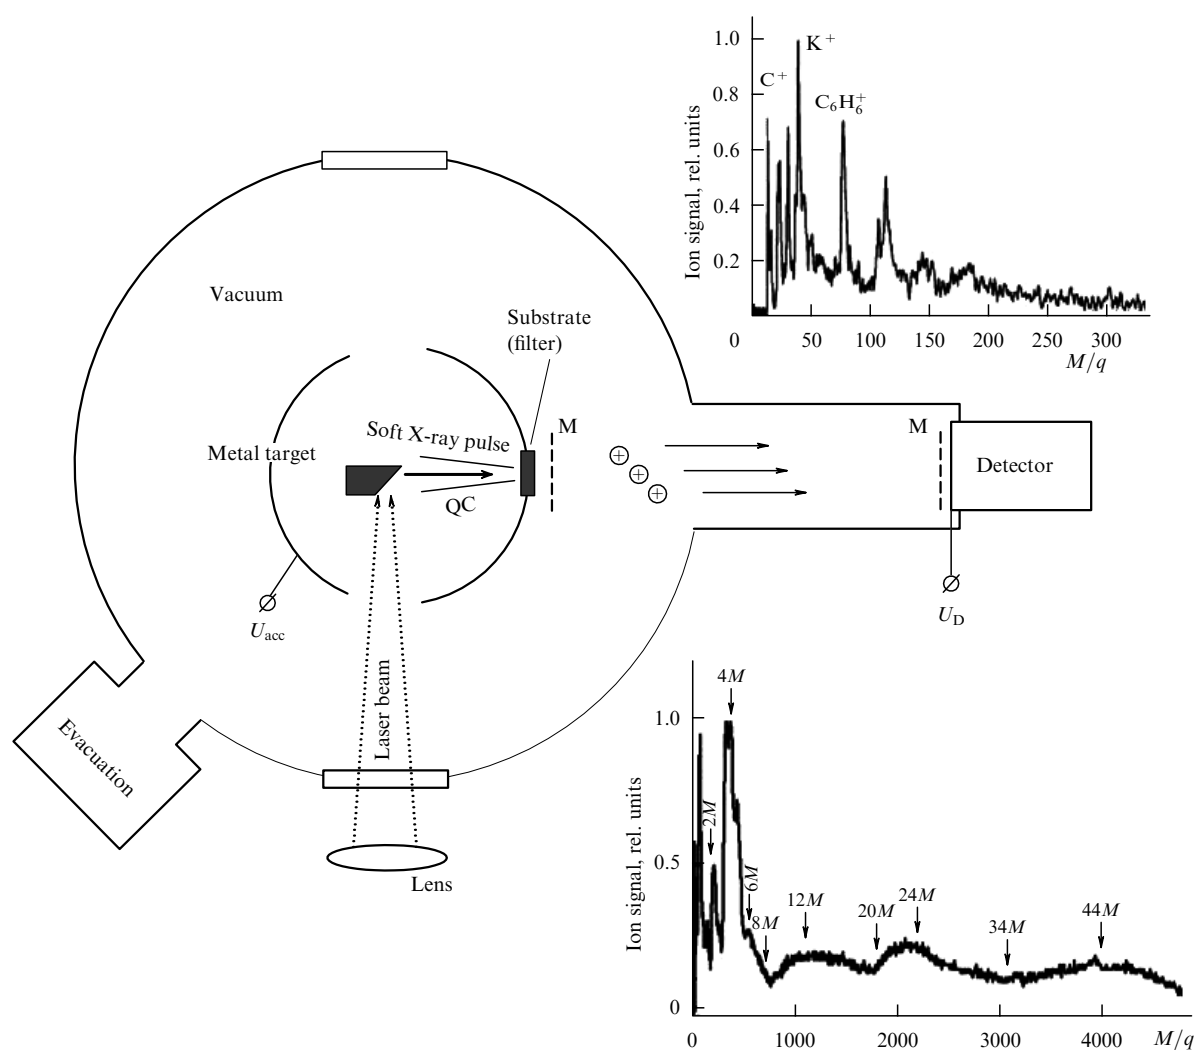 1.0
K+
C+
0.8
C6H6+
0.6
0.4
0.2
Ion signal, rel. units
0
50
100
150
200
250
300
M/q
Vacuum
Substrate
(filter)
M
M
Soft X-ray pulse
Metal target
QC
Detector
Uacc
UD
Laser beam
Evacuation
Lens
4M
1.0
2M
0.5
6M
8M
12M
20M
24M
34M
44M
Ion signal, rel. units
0
0
1000
2000
3000
4000
M/q